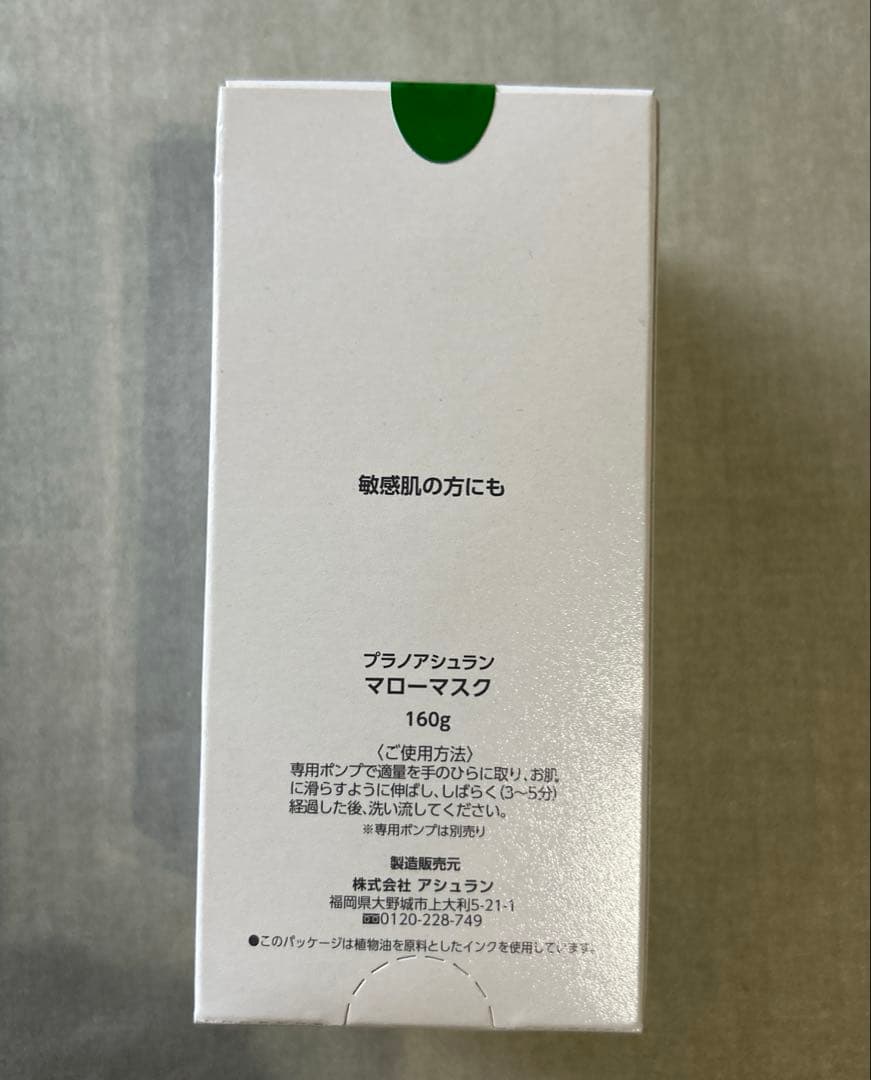 敏感肌の方にも
プラノアシュラン
マローマスク
160g
〈ご使用方法〉
専用ポンプで適量を手のひらに取り、お肌
に滑らすように伸ばし、しばらく(3〜5分)
経過した後、洗い流してください。
※専用ポンプは別売り
製造販売元
株式会社 アシュラン
福岡県大野城市上大利5-21-1
0120-228-749
●このパッケージは植物油を原料としたインクを使用しています。